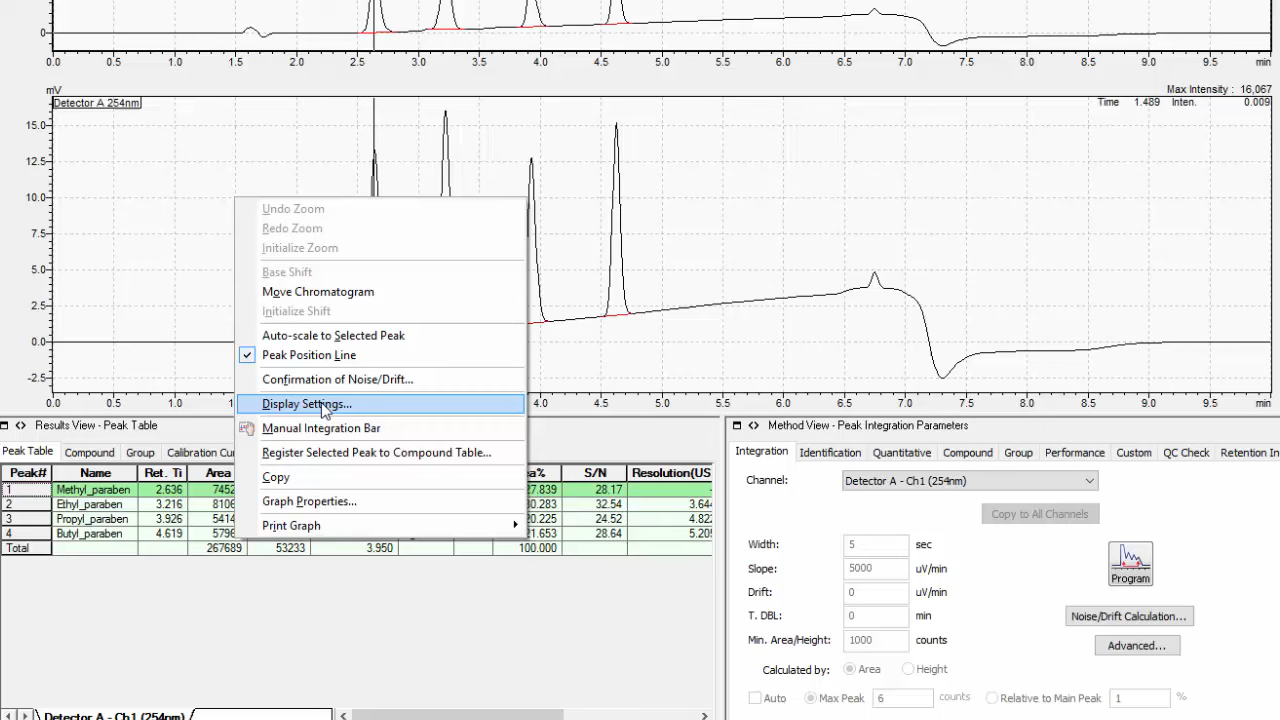 0
0.0 0.5 1.0 1.5 2.0 2.5 3.0 3.5 4.0 4.5 5.0 5.5 6.0 6.5 7.0 7.5 8.0 8.5 9.0 9.5 min
mV
Max Intensity : 16,067
Detector A 254nm
Time 1.489 Inten. 0.009
15.0
12.5
10.0
7.5
5.0
2.5
0.0
-2.5
0.0 0.5 1.0 4.0 4.5 5.0 5.5 6.0 6.5 7.0 7.5 8.0 8.5 9.0 9.5 min
Undo Zoom
Redo Zoom
Initialize Zoom
Base Shift
Move Chromatogram
Initialize Shift
Auto-scale to Selected Peak
Peak Position Line
Confirmation of Noise/Drift...
Display Settings...
Manual Integration Bar
Register Selected Peak to Compound Table...
Copy
Graph Properties...
Print Graph
Results View - Peak Table
Peak Table Compound Group Calibration Cu
Peak# Name Ret. Ti Area a% S/N Resolution(US
1 Methyl_paraben 2.636 7452 27.839 28.17 -
2 Ethyl_paraben 3.216 8106 30.283 32.54 3.644
3 Propyl_paraben 3.926 5414 20.225 24.52 4.822
4 Butyl_paraben 4.619 5796 21.653 28.64 5.205
Total 267689 53233 3.950 100.000
Detector A - Ch1 (254nm)
Method View - Peak Integration Parameters
Integration Identification Quantitative Compound Group Performance Custom QC Check Retention In
Channel: Detector A - Ch1 (254nm)
Copy to All Channels
Width: 5 sec
Slope: 5000 uV/min
Drift: 0 uV/min
T. DBL: 0 min
Min. Area/Height: 1000 counts
Program
Noise/Drift Calculation...
Advanced...
Calculated by: Area Height
Auto Max Peak 6 counts Relative to Main Peak 1 %